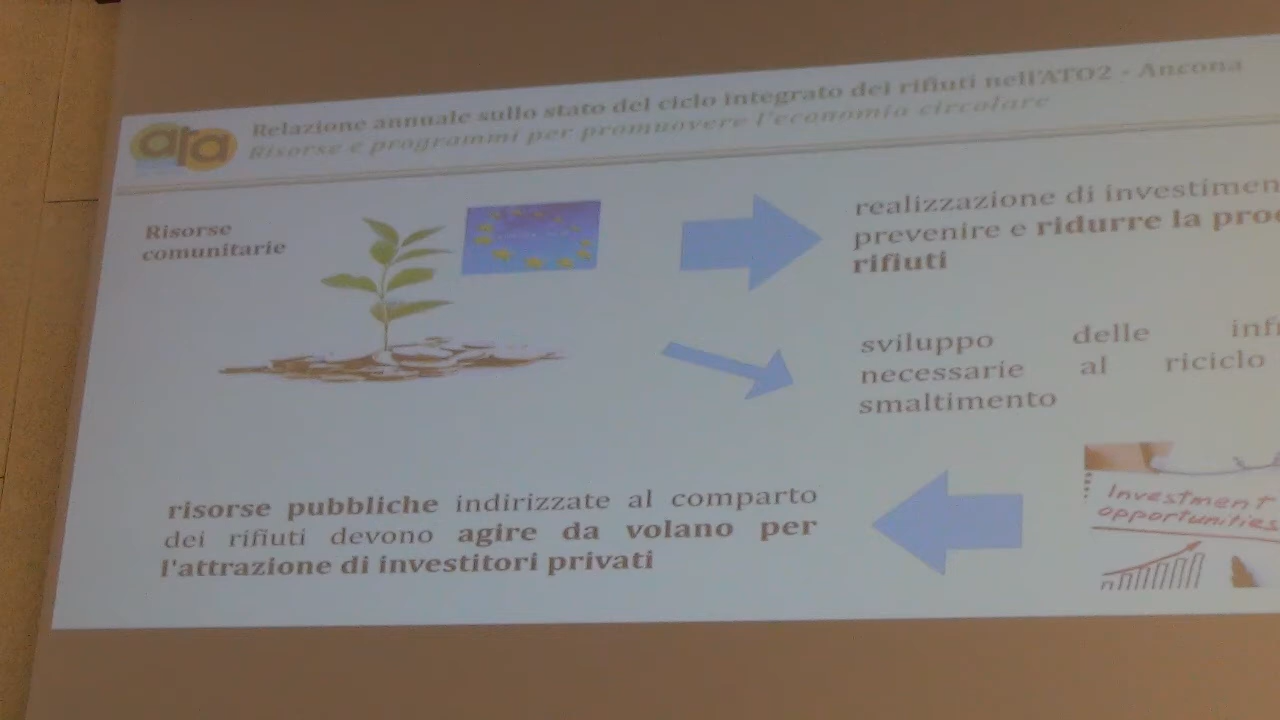 ata
Relazione annuale sullo stato del ciclo integrato dei rifiuti nell'ATO2 - Ancona
Risorse e programmi per promuovere l'economia circolare
Risorse
comunitarie
realizzazione di investimen
prevenire e ridurre la pro
rifiuti
sviluppo delle inf
necessarie al riciclo
smaltimento
risorse pubbliche indirizzate al comparto
dei rifiuti devono agire da volano per
l'attrazione di investitori privati
Investment
opportunities